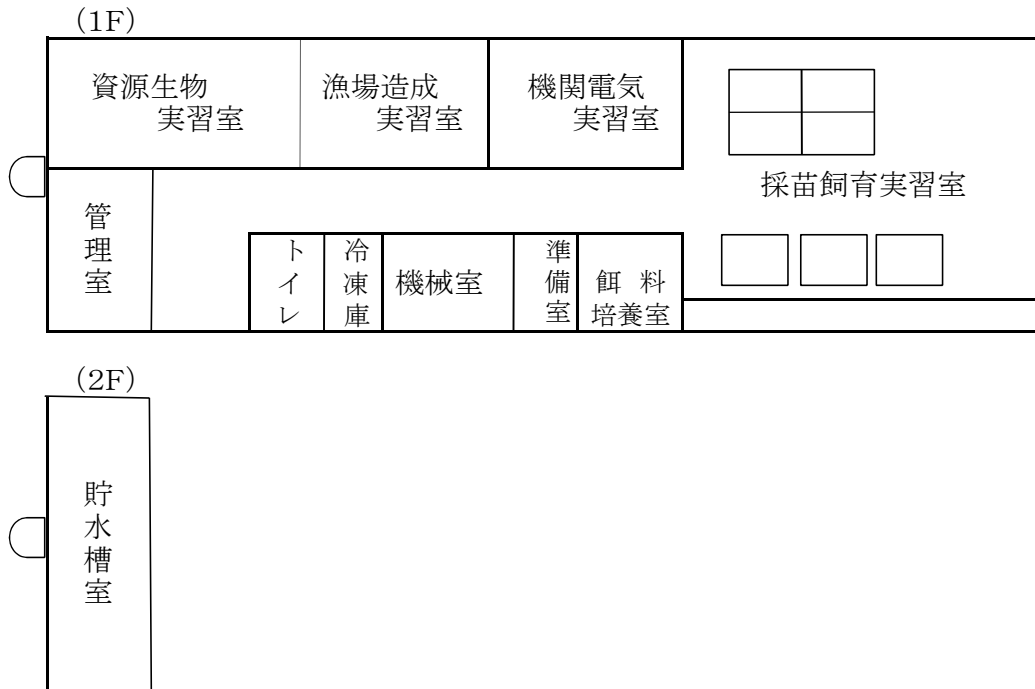 (1F)
資源生物
実習室
漁場造成
実習室
機関電気
実習室
採苗飼育実習室
管理室
トイレ
冷凍庫
機械室
準備室
餌料
培養室
(2F)
貯水槽室